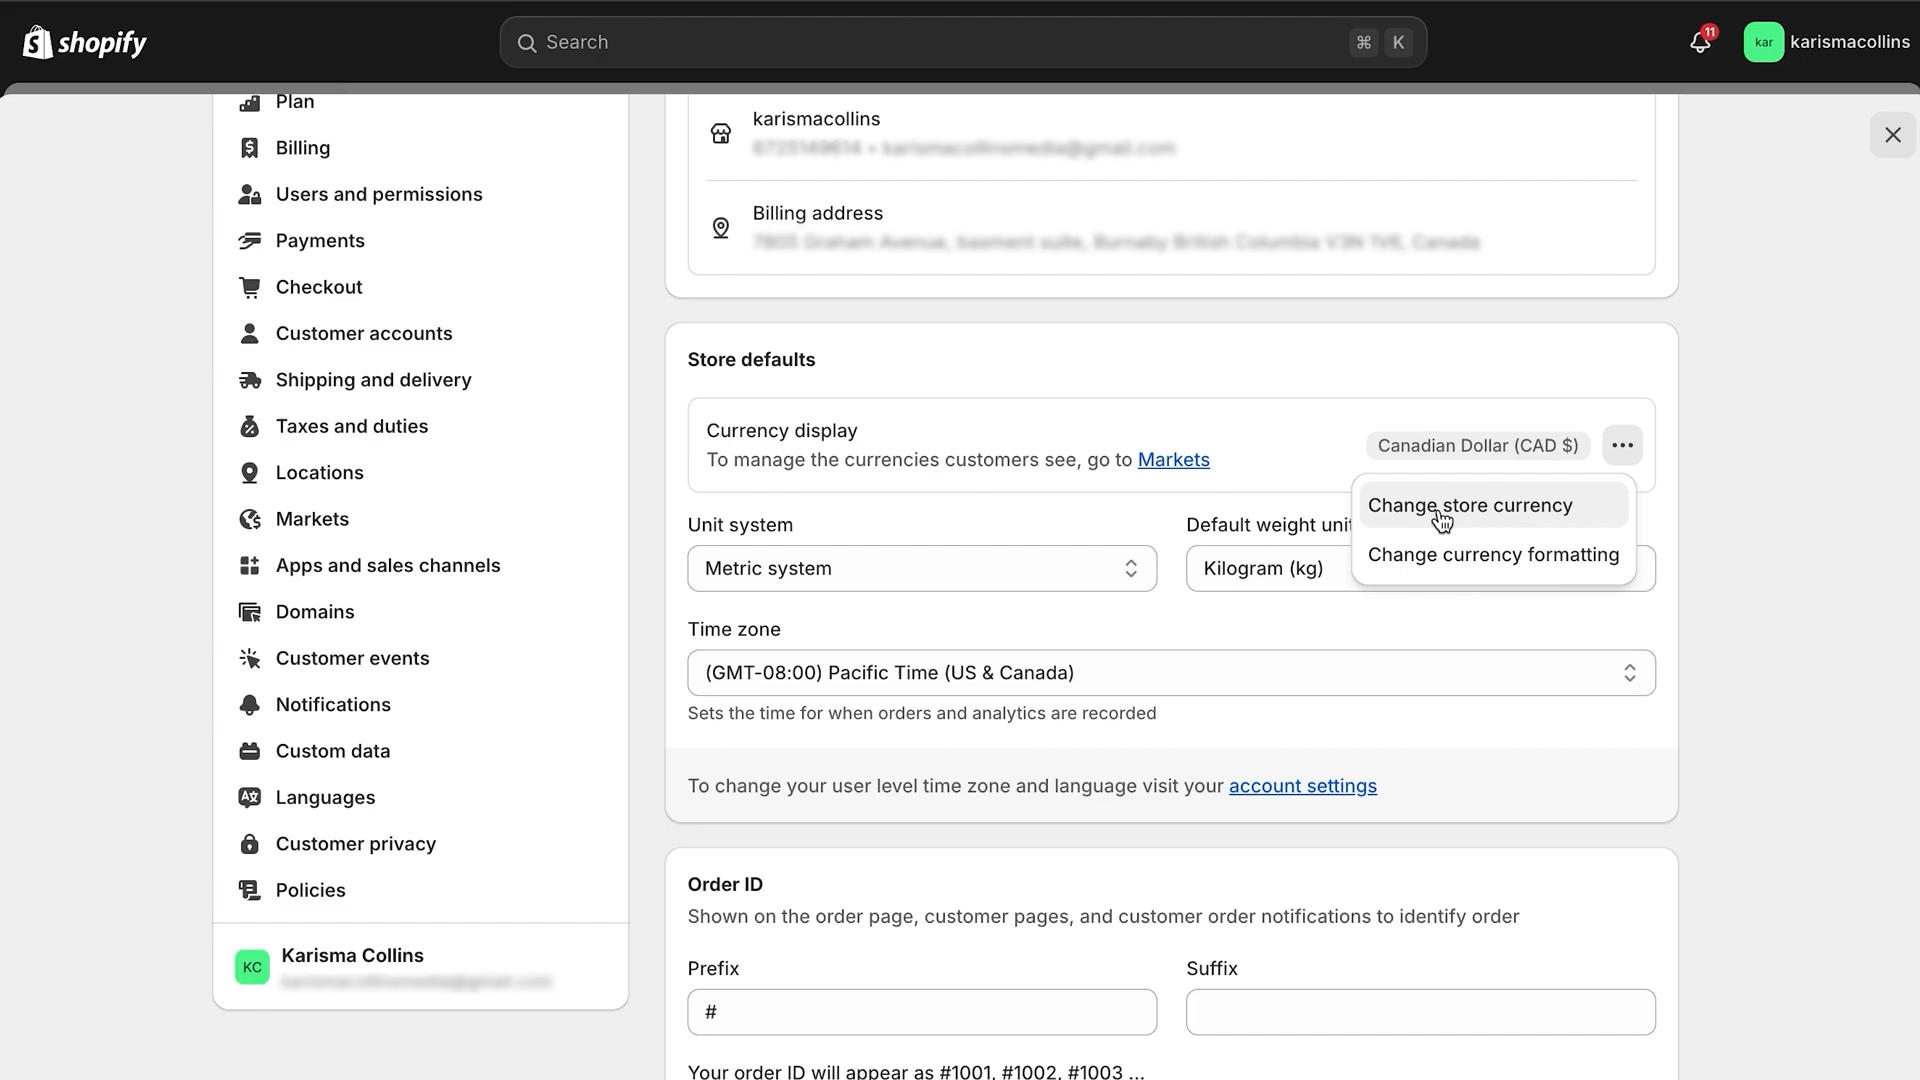 shopify
Search
⌘ K
11
kar
karismacollins
Plan
Billing
Users and permissions
Payments
Checkout
Customer accounts
Shipping and delivery
Taxes and duties
Locations
Markets
Apps and sales channels
Domains
Customer events
Notifications
Custom data
Languages
Customer privacy
Policies
KC
Karisma Collins
karismacollins
Billing address
Store defaults
Currency display
To manage the currencies customers see, go to Markets
Canadian Dollar (CAD $)
Change store currency
Change currency formatting
Unit system
Metric system
Default weight unit
Kilogram (kg)
Time zone
(GMT-08:00) Pacific Time (US & Canada)
Sets the time for when orders and analytics are recorded
To change your user level time zone and language visit your account settings
Order ID
Shown on the order page, customer pages, and customer order notifications to identify order
Prefix
#
Suffix
Your order ID will appear as #1001, #1002, #1003 ...